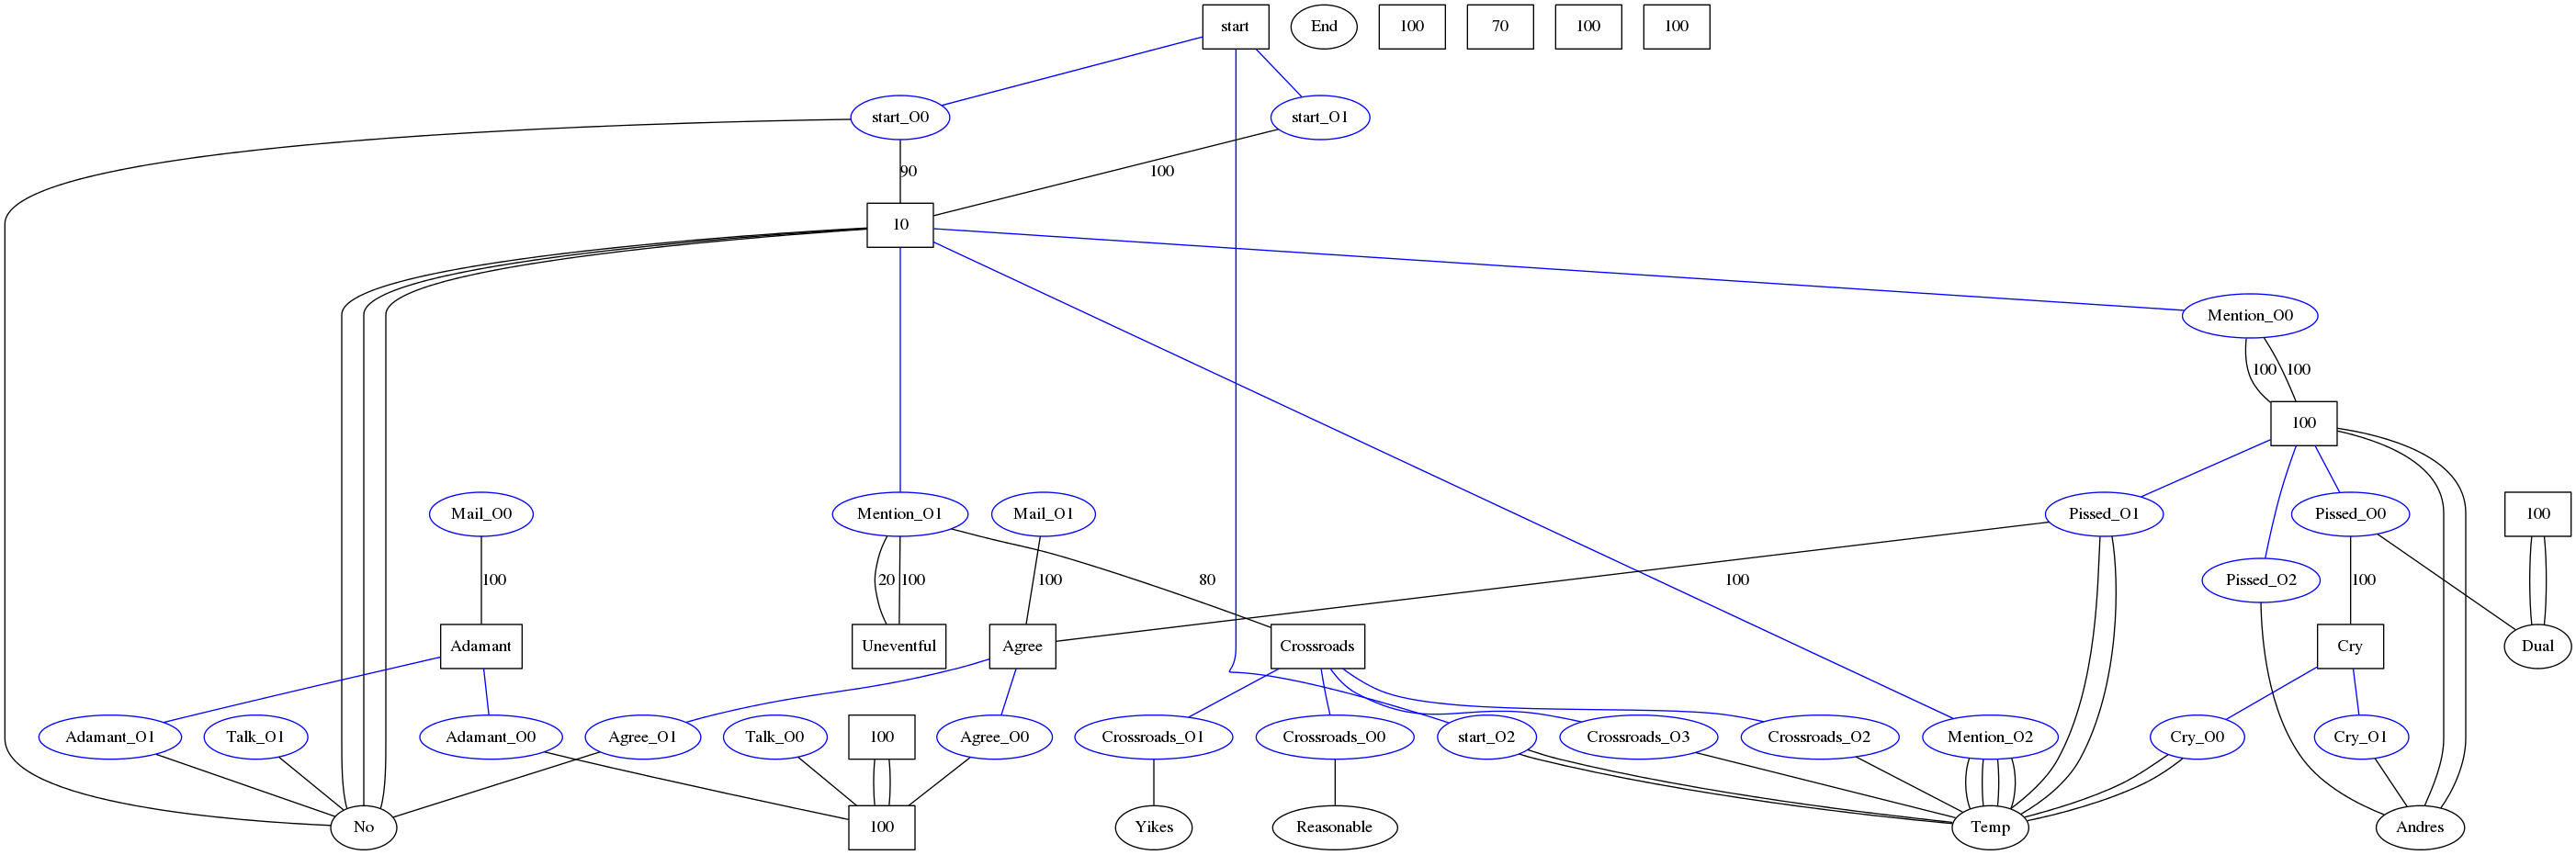 start
End
100
70
100
100
start_O0
start_O1
90
100
10
Mention_O0
100
100
100
Mail_O0
Mention_O1
Mail_O1
Pissed_O1
Pissed_O0
100
100
20
100
100
80
100
Pissed_O2
100
Adamant
Uneventful
Agree
Crossroads
Cry
Dual
Adamant_O1
Talk_O1
Adamant_O0
Agree_O1
Talk_O0
100
Agree_O0
Crossroads_O1
Crossroads_O0
start_O2
Crossroads_O3
Crossroads_O2
Mention_O2
Cry_O0
Cry_O1
No
100
Yikes
Reasonable
Temp
Andres